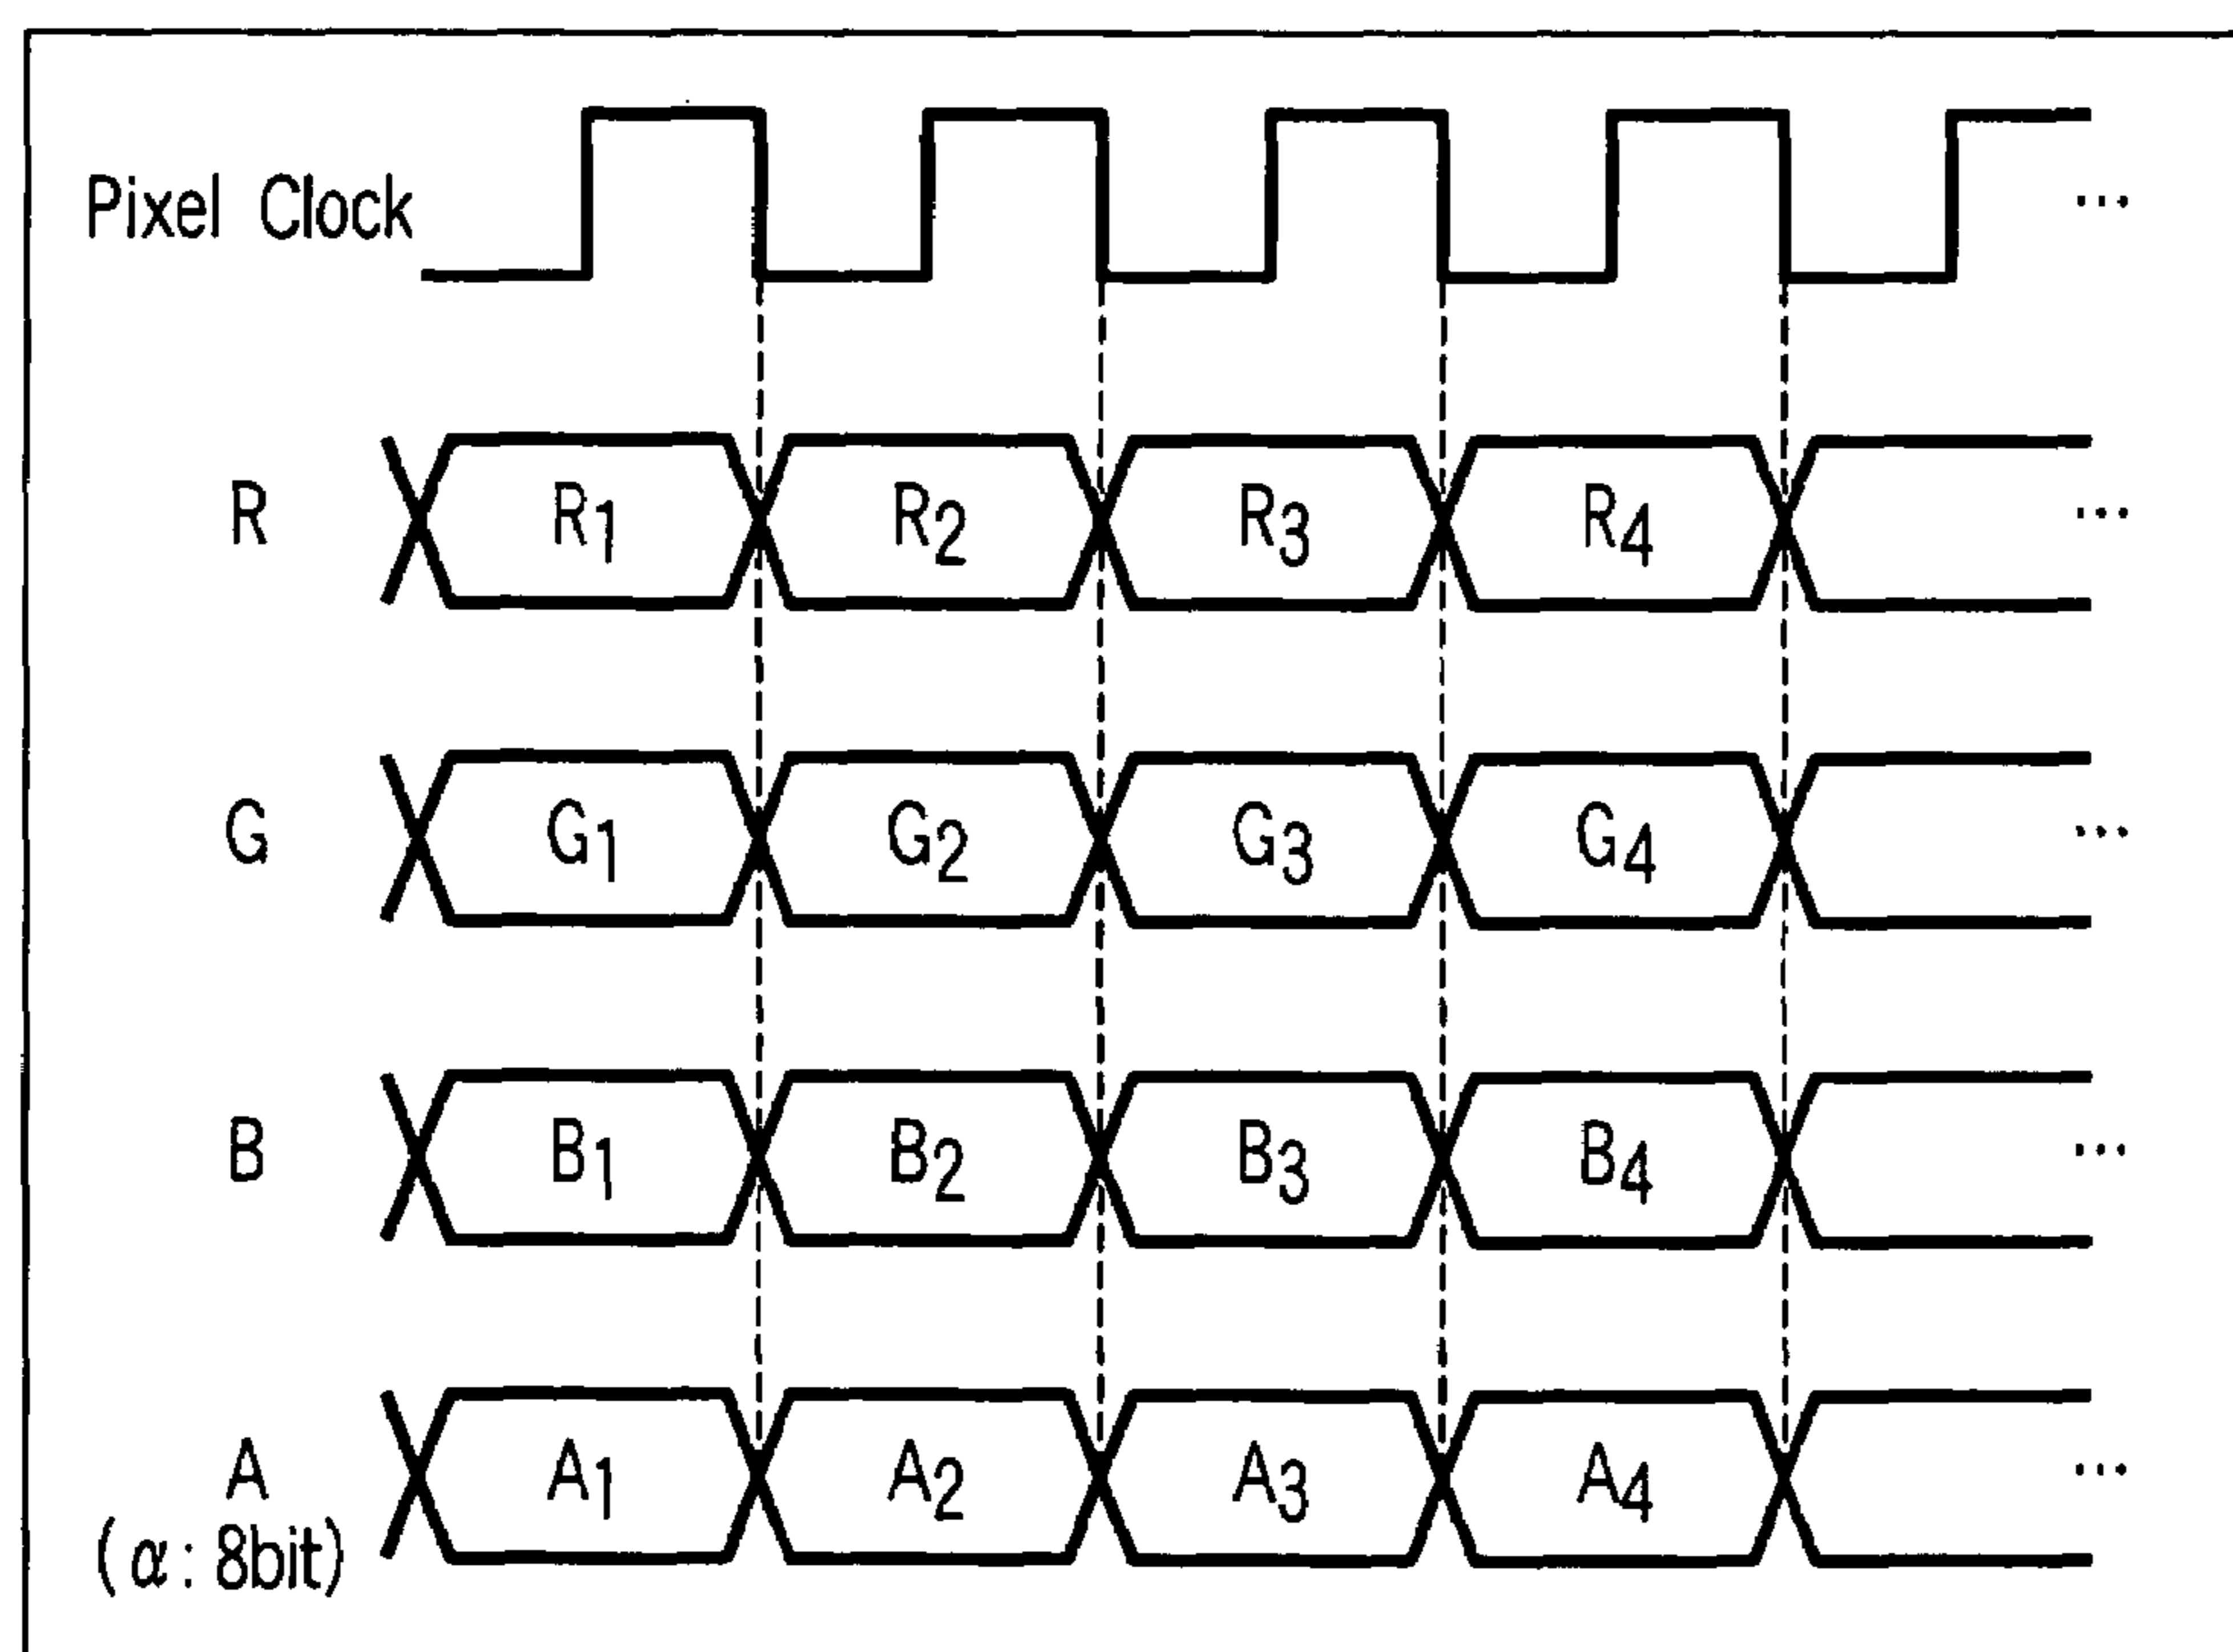 Pixel Clock ...
R R1 R2 R3 R4 ...
G G1 G2 G3 G4 ...
B B1 B2 B3 B4 ...
A A1 A2 A3 A4 ...
(α: 8bit)